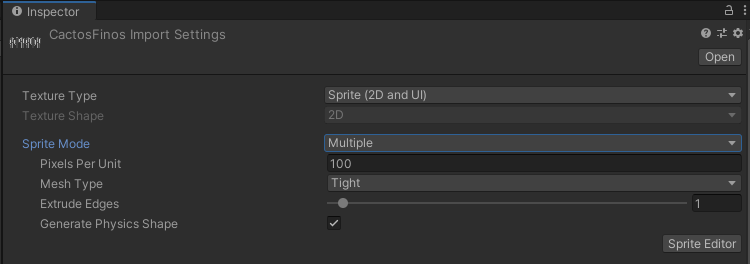 Inspector
CactosFinos Import Settings
Open
Texture Type Sprite (2D and UI)
Texture Shape 2D
Sprite Mode Multiple
Pixels Per Unit 100
Mesh Type Tight
Extrude Edges 1
Generate Physics Shape
Sprite Editor